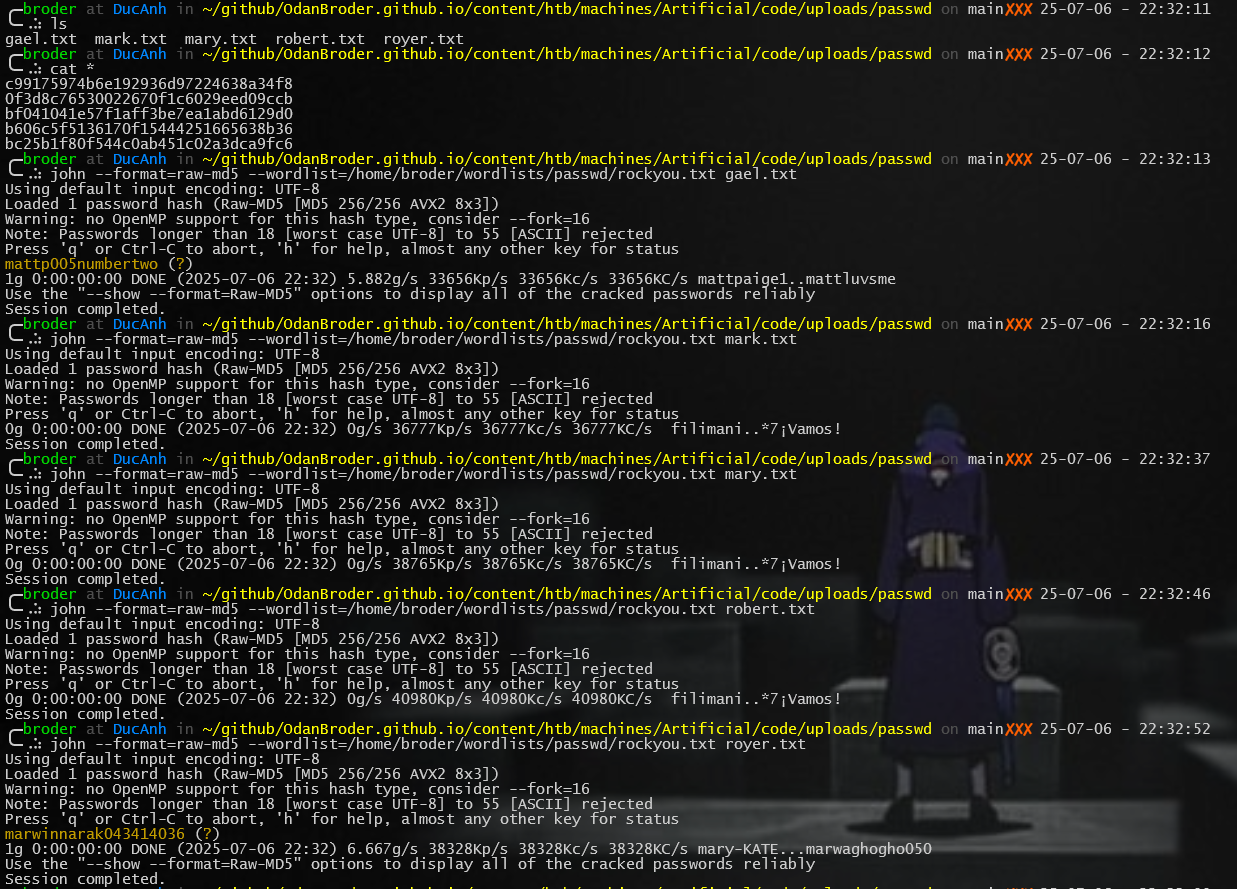 broder at DucAnh in ~/github/OdanBroder.github.io/content/htb/machines/Artificial/code/uploads/passwd on main✗✗✗ 25-07-06 - 22:32:11
ls
gael.txt mark.txt mary.txt robert.txt royer.txt
broder at DucAnh in ~/github/OdanBroder.github.io/content/htb/machines/Artificial/code/uploads/passwd on main✗✗✗ 25-07-06 - 22:32:12
cat *
c99175974b6e192936d97224638a34f8
0f3d8c76530022670f1c6029eed09ccb
bf041041e57f1aff3be7ea1abd6129d0
b606c5f5136170f15444251665638b36
bc25b1f80f544c0ab451c02a3dca9fc6
broder at DucAnh in ~/github/OdanBroder.github.io/content/htb/machines/Artificial/code/uploads/passwd on main✗✗✗ 25-07-06 - 22:32:13
john --format=raw-md5 --wordlist=/home/broder/wordlists/passwd/rockyou.txt gael.txt
Using default input encoding: UTF-8
Loaded 1 password hash (Raw-MD5 [MD5 256/256 AVX2 8x3])
Warning: no OpenMP support for this hash type, consider --fork=16
Note: Passwords longer than 18 [worst case UTF-8] to 55 [ASCII] rejected
Press 'q' or Ctrl-C to abort, 'h' for help, almost any other key for status
mattp005numbertwo (?)
1g 0:00:00:00 DONE (2025-07-06 22:32) 5.882g/s 33656Kp/s 33656Kc/s 33656KC/s mattpaige1..mattluvsme
Use the "--show --format=Raw-MD5" options to display all of the cracked passwords reliably
Session completed.
broder at DucAnh in ~/github/OdanBroder.github.io/content/htb/machines/Artificial/code/uploads/passwd on main✗✗✗ 25-07-06 - 22:32:16
john --format=raw-md5 --wordlist=/home/broder/wordlists/passwd/rockyou.txt mark.txt
Using default input encoding: UTF-8
Loaded 1 password hash (Raw-MD5 [MD5 256/256 AVX2 8x3])
Warning: no OpenMP support for this hash type, consider --fork=16
Note: Passwords longer than 18 [worst case UTF-8] to 55 [ASCII] rejected
Press 'q' or Ctrl-C to abort, 'h' for help, almost any other key for status
0g 0:00:00:00 DONE (2025-07-06 22:32) 0g/s 36777Kp/s 36777Kc/s 36777KC/s  filimani..*7¡Vamos!
Session completed.
broder at DucAnh in ~/github/OdanBroder.github.io/content/htb/machines/Artificial/code/uploads/passwd on main✗✗✗ 25-07-06 - 22:32:37
john --format=raw-md5 --wordlist=/home/broder/wordlists/passwd/rockyou.txt mary.txt
Using default input encoding: UTF-8
Loaded 1 password hash (Raw-MD5 [MD5 256/256 AVX2 8x3])
Warning: no OpenMP support for this hash type, consider --fork=16
Note: Passwords longer than 18 [worst case UTF-8] to 55 [ASCII] rejected
Press 'q' or Ctrl-C to abort, 'h' for help, almost any other key for status
0g 0:00:00:00 DONE (2025-07-06 22:32) 0g/s 38765Kp/s 38765Kc/s 38765KC/s  filimani..*7¡Vamos!
Session completed.
broder at DucAnh in ~/github/OdanBroder.github.io/content/htb/machines/Artificial/code/uploads/passwd on main✗✗✗ 25-07-06 - 22:32:46
john --format=raw-md5 --wordlist=/home/broder/wordlists/passwd/rockyou.txt robert.txt
Using default input encoding: UTF-8
Loaded 1 password hash (Raw-MD5 [MD5 256/256 AVX2 8x3])
Warning: no OpenMP support for this hash type, consider --fork=16
Note: Passwords longer than 18 [worst case UTF-8] to 55 [ASCII] rejected
Press 'q' or Ctrl-C to abort, 'h' for help, almost any other key for status
0g 0:00:00:00 DONE (2025-07-06 22:32) 0g/s 40980Kp/s 40980Kc/s 40980KC/s  filimani..*7¡Vamos!
Session completed.
broder at DucAnh in ~/github/OdanBroder.github.io/content/htb/machines/Artificial/code/uploads/passwd on main✗✗✗ 25-07-06 - 22:32:52
john --format=raw-md5 --wordlist=/home/broder/wordlists/passwd/rockyou.txt royer.txt
Using default input encoding: UTF-8
Loaded 1 password hash (Raw-MD5 [MD5 256/256 AVX2 8x3])
Warning: no OpenMP support for this hash type, consider --fork=16
Note: Passwords longer than 18 [worst case UTF-8] to 55 [ASCII] rejected
Press 'q' or Ctrl-C to abort, 'h' for help, almost any other key for status
marwinnarak043414036 (?)
1g 0:00:00:00 DONE (2025-07-06 22:32) 6.667g/s 38328Kp/s 38328Kc/s 38328KC/s mary-KATE...marwaghogho050
Use the "--show --format=Raw-MD5" options to display all of the cracked passwords reliably
Session completed.